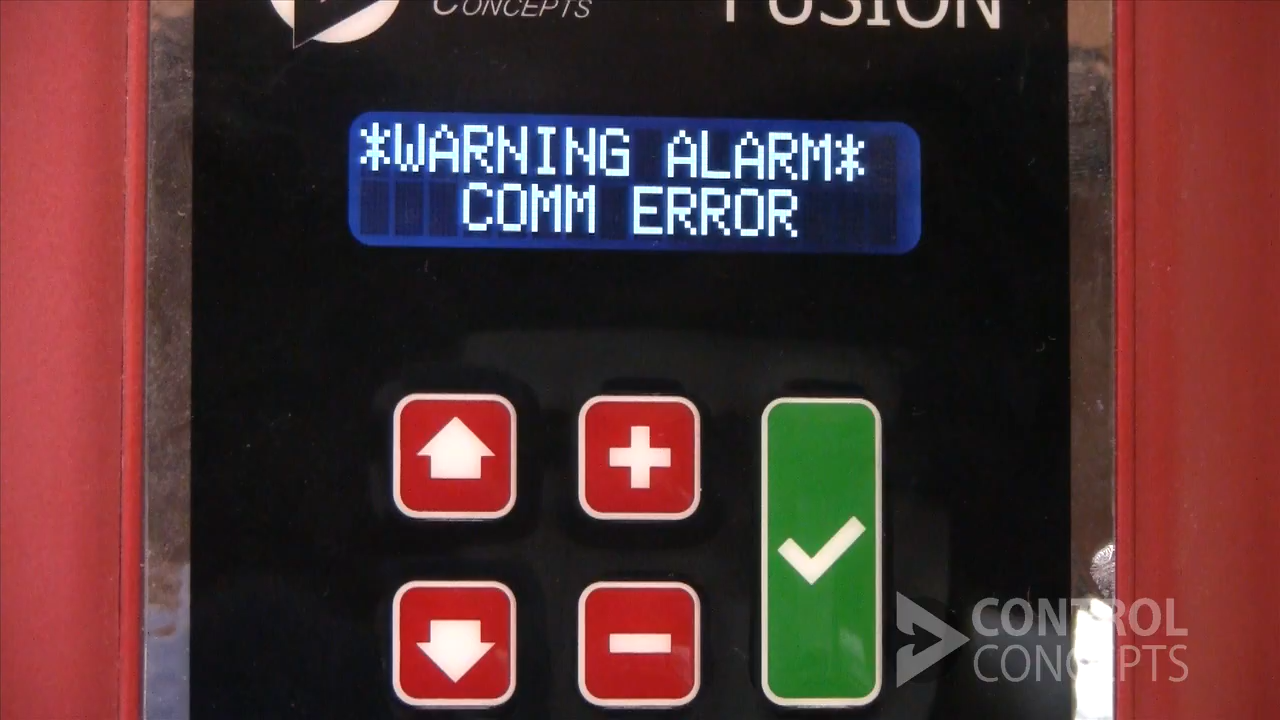 CONCEPTS
FUSION
*WARNING ALARM*
COMM ERROR
CONTROL
CONCEPTS